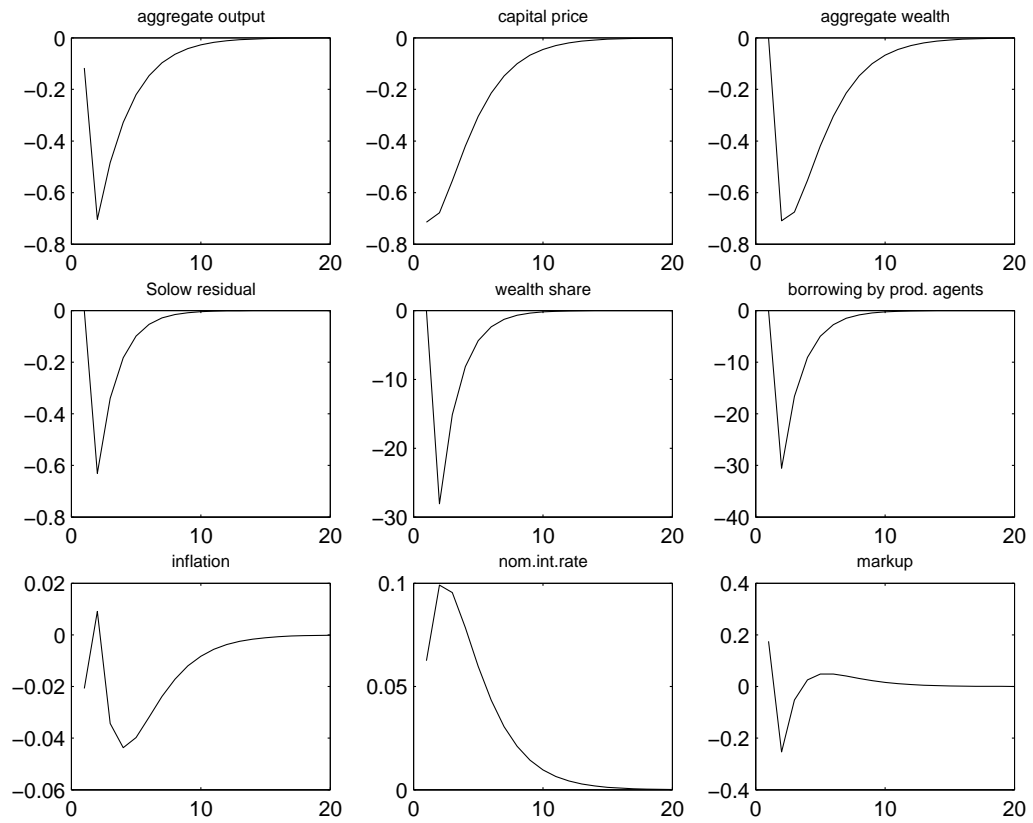 aggregate output
0
−0.2
−0.4
−0.6
−0.8
0 10 20
capital price
0
−0.2
−0.4
−0.6
−0.8
0 10 20
aggregate wealth
0
−0.2
−0.4
−0.6
−0.8
0 10 20
Solow residual
0
−0.2
−0.4
−0.6
−0.8
0 10 20
wealth share
0
−10
−20
−30
0 10 20
borrowing by prod. agents
0
−10
−20
−30
−40
0 10 20
inflation
0.02
0
−0.02
−0.04
−0.06
0 10 20
nom.int.rate
0.1
0.05
0
0 10 20
markup
0.4
0.2
0
−0.2
−0.4
0 10 20